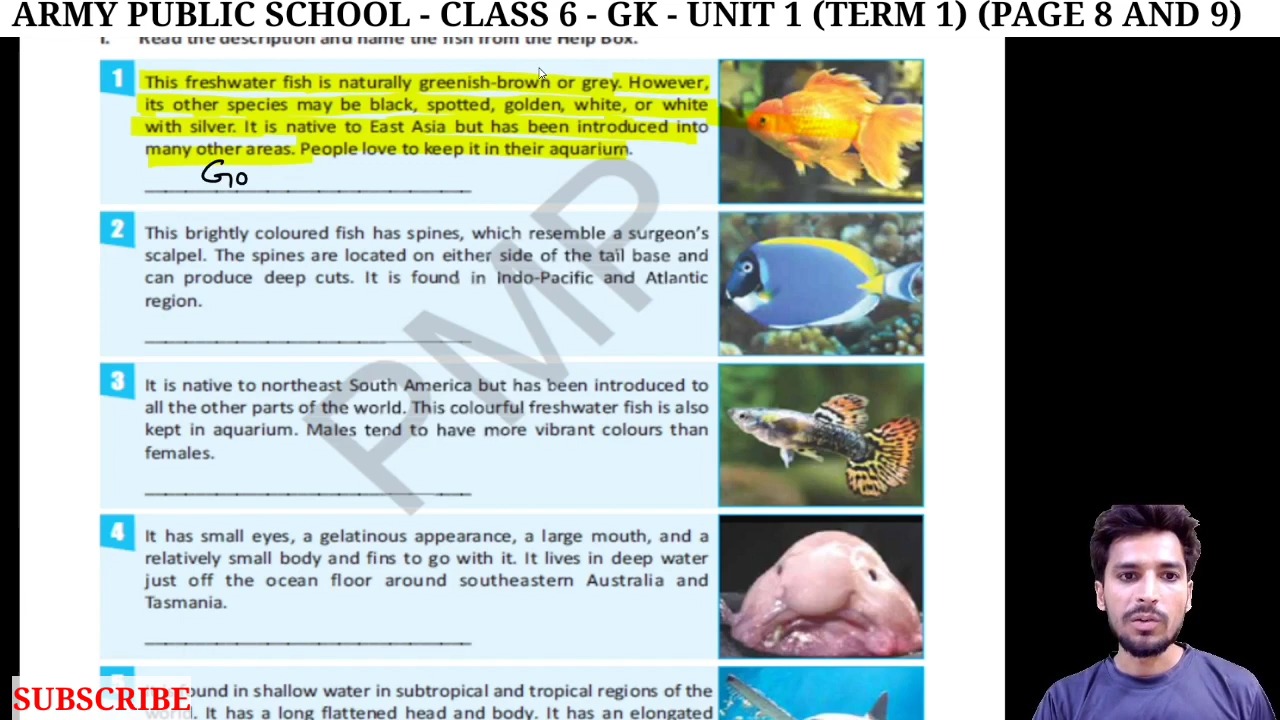 ARMY PUBLIC SCHOOL - CLASS 6 - GK - UNIT 1 (TERM 1) (PAGE 8 AND 9)
I. Read the description and name the fish from the Help Box.
1
This freshwater fish is naturally greenish-brown or grey. However,
its other species may be black, spotted, golden, white, or white
with silver. It is native to East Asia but has been introduced into
many other areas. People love to keep it in their aquarium.
Go
2
This brightly coloured fish has spines, which resemble a surgeon's
scalpel. The spines are located on either side of the tail base and
can produce deep cuts. It is found in Indo-Pacific and Atlantic
region.
3
It is native to northeast South America but has been introduced to
all the other parts of the world. This colourful freshwater fish is also
kept in aquarium. Males tend to have more vibrant colours than
females.
4
It has small eyes, a gelatinous appearance, a large mouth, and a
relatively small body and fins to go with it. It lives in deep water
just off the ocean floor around southeastern Australia and
Tasmania.
found in shallow water in subtropical and tropical regions of the
world. It has a long flattened head and body. It has an elongated
PMP
SUBSCRIBE